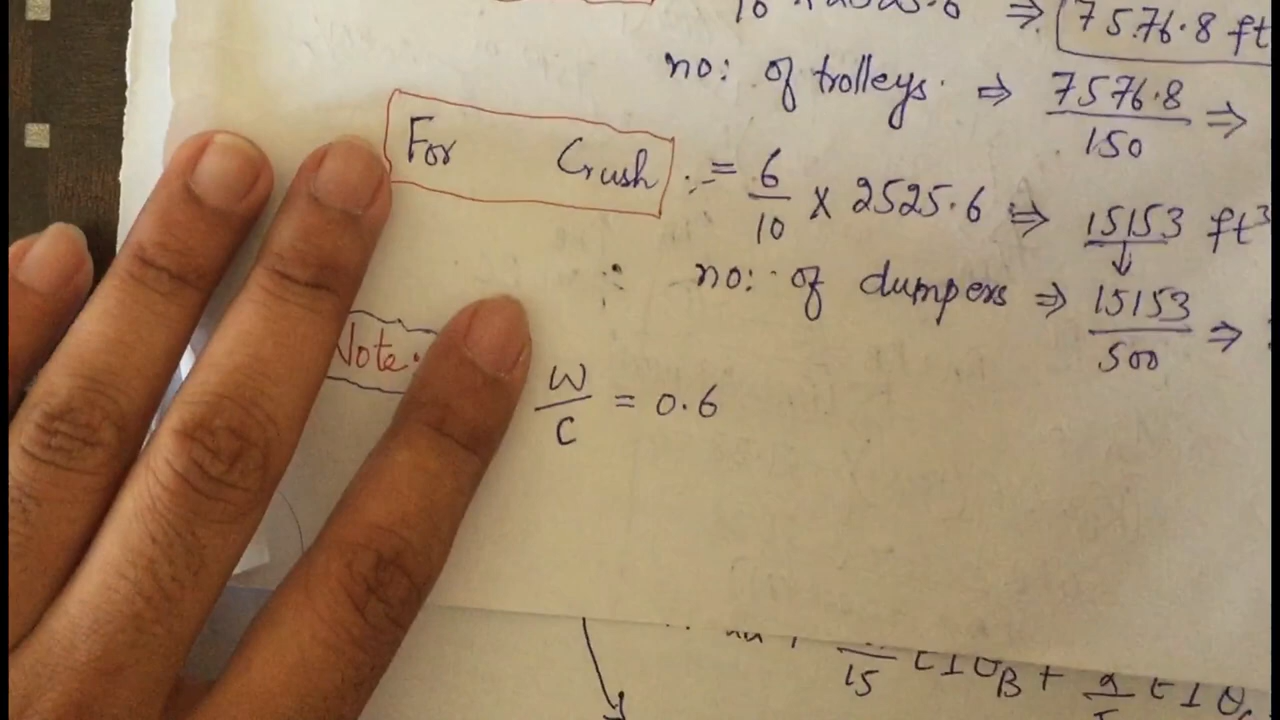 ⇒ 7576.8 ft
no: of trolleys. ⇒ 7576.8/150 ⇒
For Crush ∴ = 6/10 × 2525.6 ⇒ 15153 ft³
∴ no: of dumpers ⇒ 15153/500 ⇒
Note.
W/C = 0.6